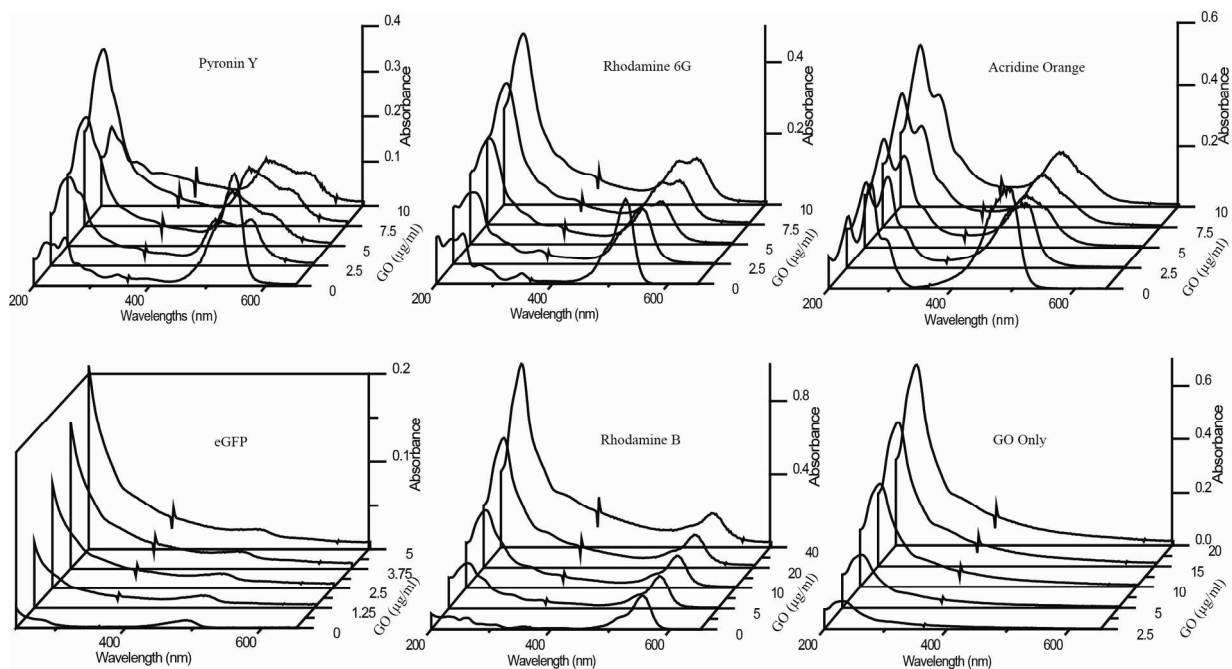 Pyronin Y
0.4
0.3
0.2
0.1
Absorbance
10
7.5
5
2.5
0
GO (µg/ml)
200
400
600
Wavelengths (nm)
Rhodamine 6G
0.4
0.2
Absorbance
10
7.5
5
2.5
0
GO (µg/ml)
200
400
600
Wavelengths (nm)
Acridine Orange
0.6
0.4
0.2
Absorbance
10
7.5
5
2.5
0
GO (µg/ml)
200
400
600
Wavelength (nm)
eGFP
0.2
0.1
Absorbance
5
3.75
2.5
1.25
0
GO (µg/ml)
400
600
Wavelength (nm)
Rhodamine B
0.8
0.4
Absorbance
40
20
10
5
0
GO (µg/ml)
200
400
600
Wavelength (nm)
GO Only
0.6
0.4
0.2
0.0
Absorbance
20
15
10
5
2.5
GO (µg/ml)
200
400
600
Wavelength (nm)